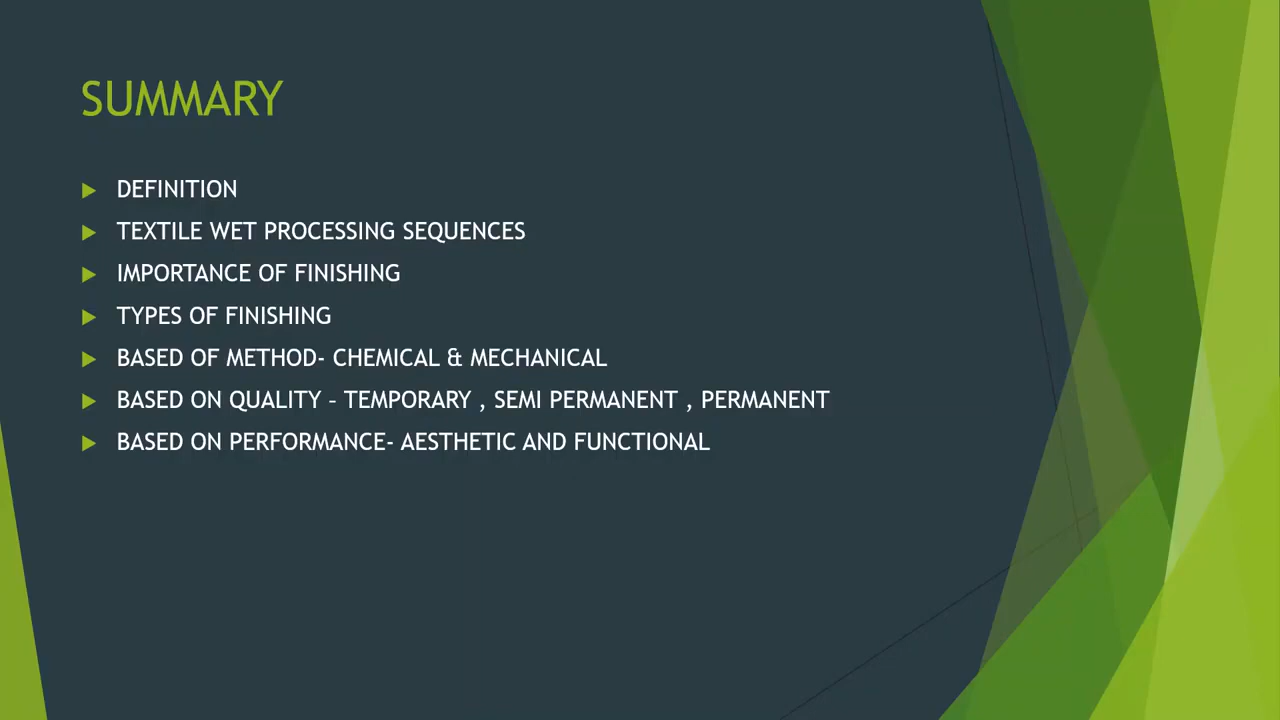 SUMMARY
DEFINITION
TEXTILE WET PROCESSING SEQUENCES
IMPORTANCE OF FINISHING
TYPES OF FINISHING
BASED OF METHOD- CHEMICAL & MECHANICAL
BASED ON QUALITY – TEMPORARY , SEMI PERMANENT , PERMANENT
BASED ON PERFORMANCE- AESTHETIC AND FUNCTIONAL